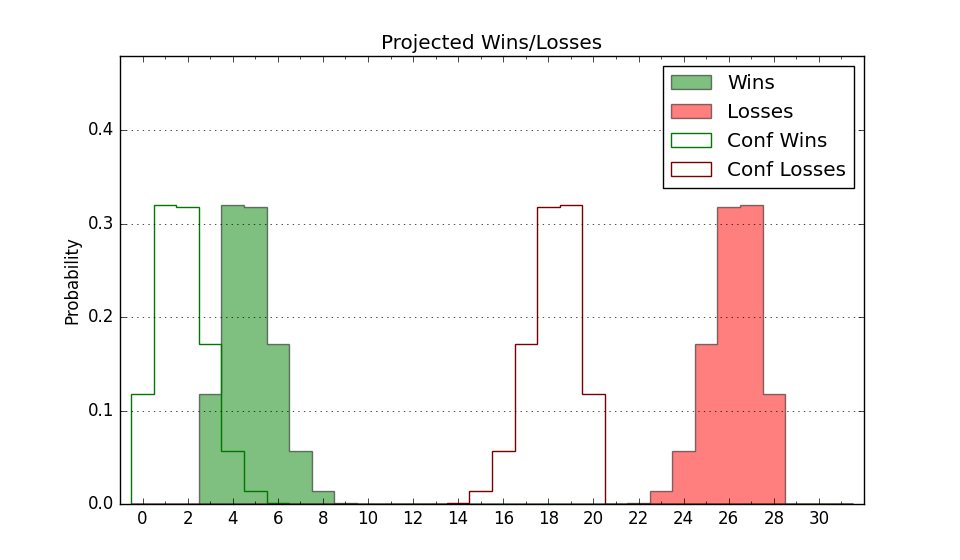 Projected Wins/Losses
Wins
Losses
Conf Wins
Conf Losses
Probability
0.4
0.3
0.2
0.1
0.0
0 2 4 6 8 10 12 14 16 18 20 22 24 26 28 30